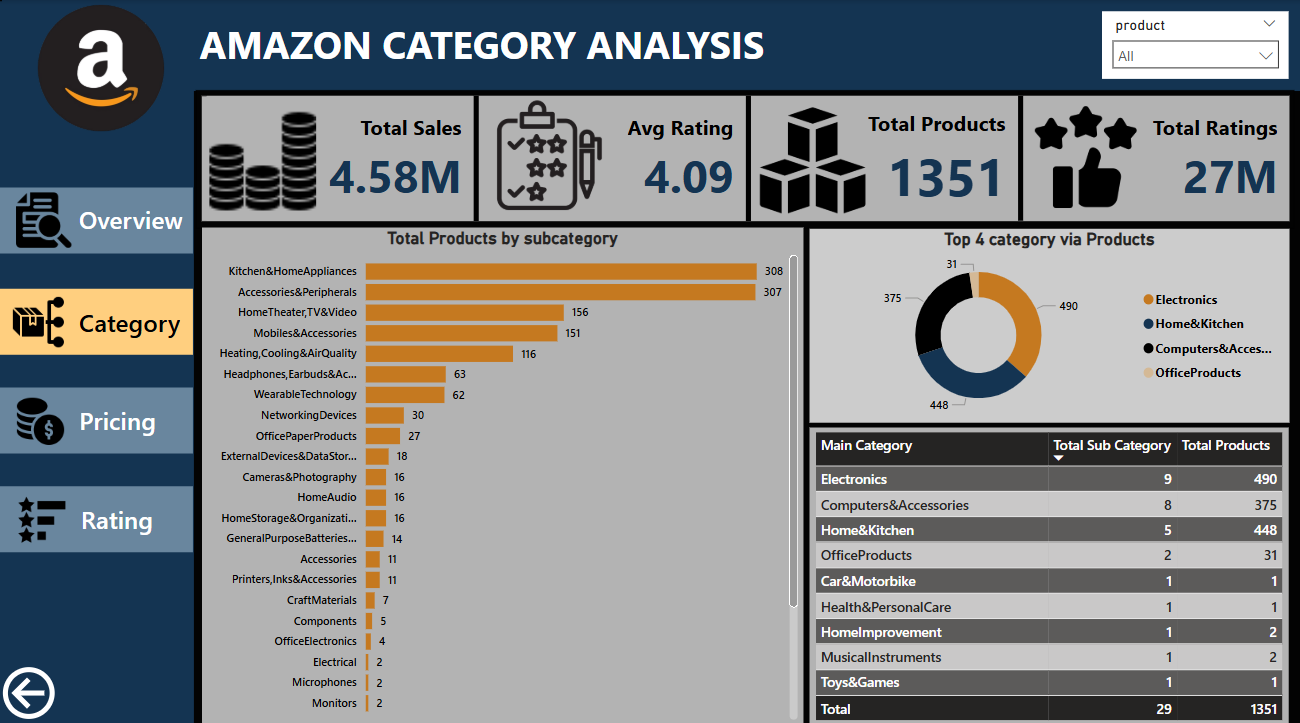 a
AMAZON CATEGORY ANALYSIS
product
All
Overview
Category
Pricing
Rating
Total Sales
4.58M
Avg Rating
4.09
Total Products
1351
Total Ratings
27M
Total Products by subcategory
Kitchen&HomeAppliances 308
Accessories&Peripherals 307
HomeTheater,TV&Video 156
Mobiles&Accessories 151
Heating,Cooling&AirQuality 116
Headphones,Earbuds&Ac... 63
WearableTechnology 62
NetworkingDevices 30
OfficePaperProducts 27
ExternalDevices&DataStor... 18
Cameras&Photography 16
HomeAudio 16
HomeStorage&Organizati... 16
GeneralPurposeBatteries... 14
Accessories 11
Printers,Inks&Accessories 11
CraftMaterials 7
Components 5
OfficeElectronics 4
Electrical 2
Microphones 2
Monitors 2
Top 4 category via Products
31
375
490
448
Electronics
Home&Kitchen
Computers&Acces...
OfficeProducts
Main Category Total Sub Category Total Products
Electronics 9 490
Computers&Accessories 8 375
Home&Kitchen 5 448
OfficeProducts 2 31
Car&Motorbike 1 1
Health&PersonalCare 1 1
HomeImprovement 1 2
MusicalInstruments 1 2
Toys&Games 1 1
Total 29 1351